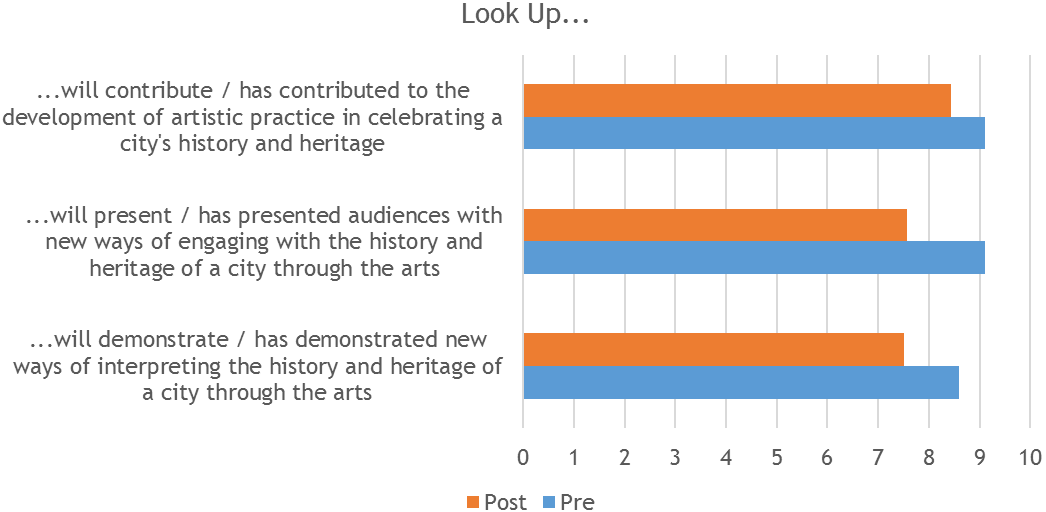 Look Up...
...will contribute / has contributed to the
development of artistic practice in celebrating a
city's history and heritage
...will present / has presented audiences with
new ways of engaging with the history and
heritage of a city through the arts
...will demonstrate / has demonstrated new
ways of interpreting the history and heritage of
a city through the arts
0 1 2 3 4 5 6 7 8 9 10
Post Pre